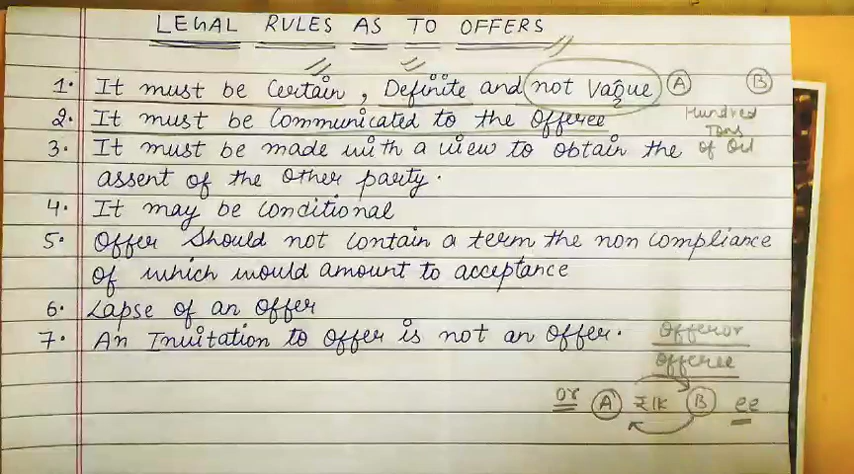 LEGAL RULES AS TO OFFERS
1. It must be Certain, Definite and not vague A B
2. It must be Communicated to the Offeree Hundred
Tons
3. It must be made with a view to obtain the of Oil
assent of the other party.
4. It may be conditional
5. Offer Should not contain a term the non compliance
of which would amount to acceptance
6. Lapse of an Offer
7. An Invitation to Offer is not an offer. Offeror
Offeree
or A ₹1K B ee